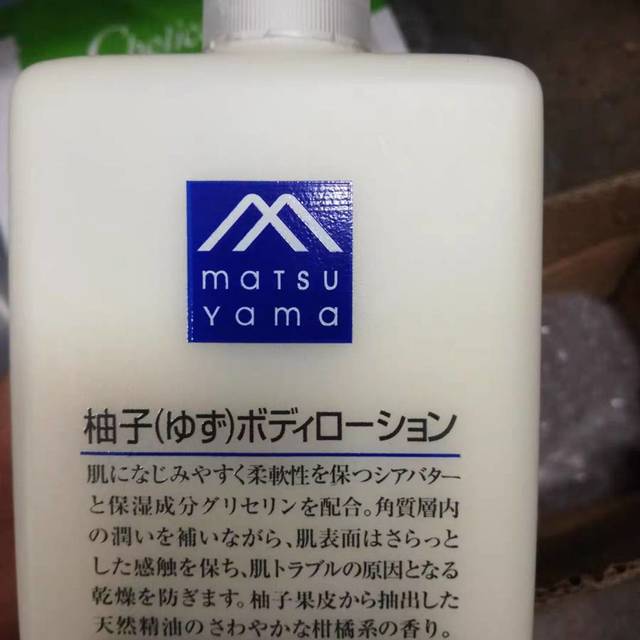 matsu
yama
柚子(ゆず)ボディローション
肌になじみやすく柔軟性を保つシアバター
と保湿成分グリセリンを配合。角質層内
の潤いを補いながら、肌表面はさらっと
した感触を保ち、肌トラブルの原因となる
乾燥を防ぎます。柚子果皮から抽出した
天然精油のさわやかな柑橘系の香り。